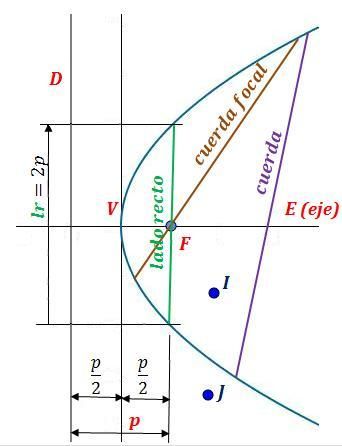 D
cuerda focal
cuerda
lr = 2p
V
lado recto
E (eje)
F
I
p/2
p/2
J
p